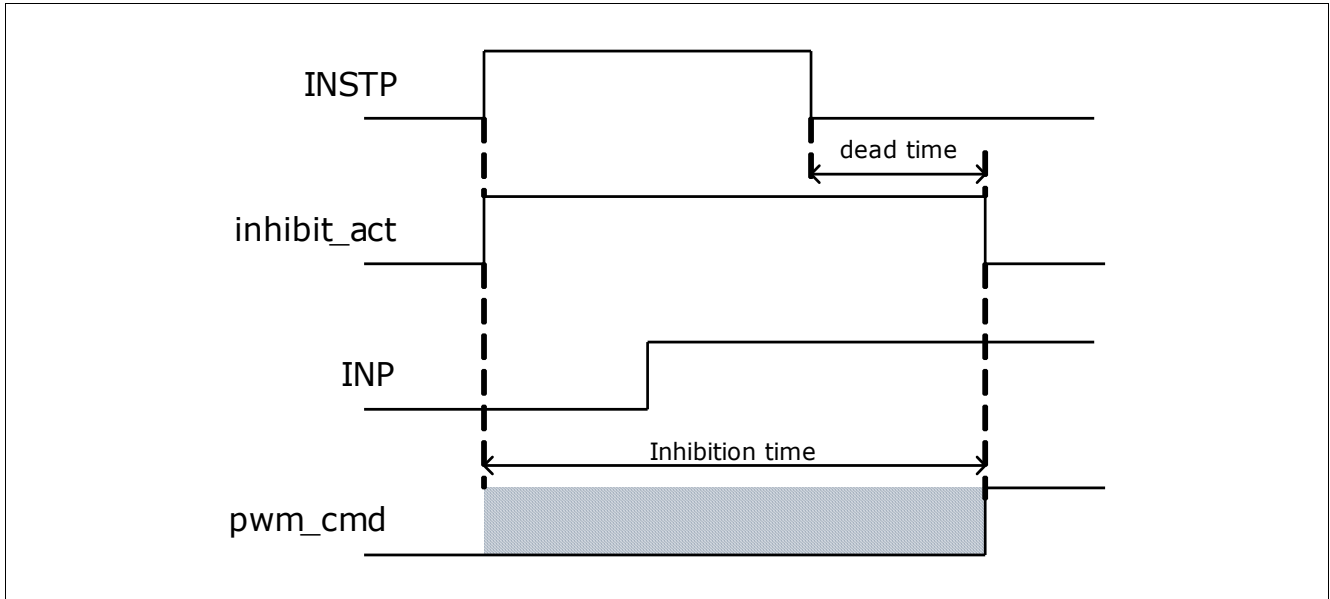 INSTP
dead time
inhibit_act
INP
Inhibition time
pwm_cmd